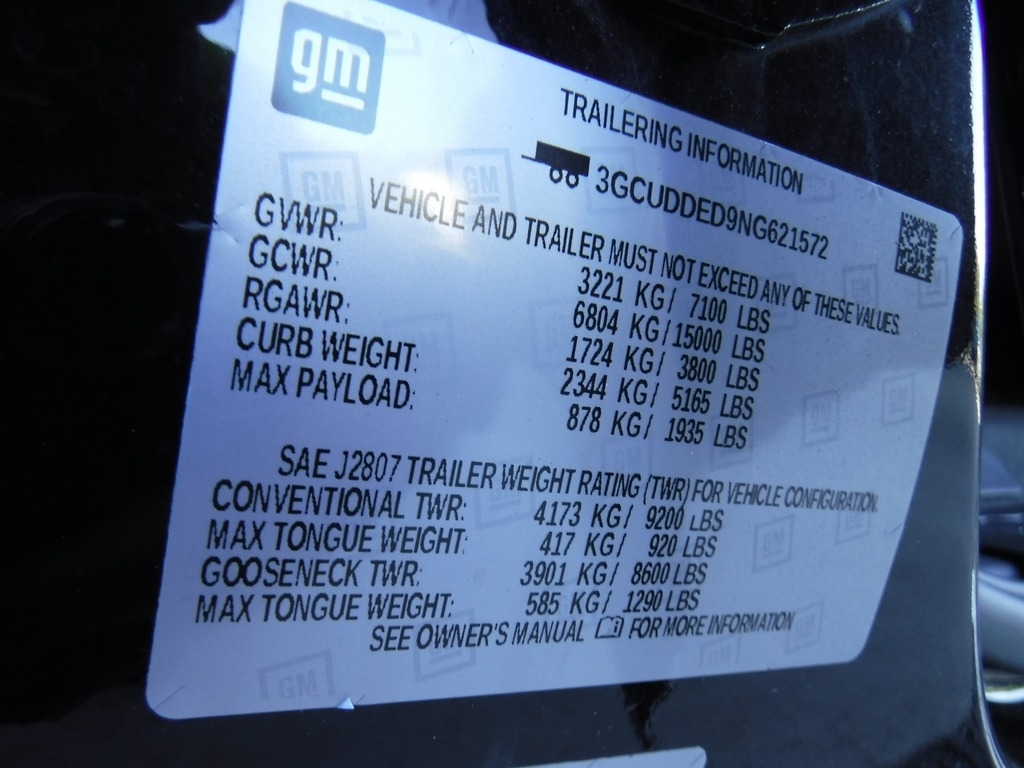 gm
TRAILERING INFORMATION
3GCUDDED9NG621572
VEHICLE AND TRAILER MUST NOT EXCEED ANY OF THESE VALUES.
GVWR: 3221 KG/ 7100 LBS
GCWR: 6804 KG/ 15000 LBS
RGAWR: 1724 KG/ 3800 LBS
CURB WEIGHT: 2344 KG/ 5165 LBS
MAX PAYLOAD: 878 KG/ 1935 LBS
SAE J2807 TRAILER WEIGHT RATING (TWR) FOR VEHICLE CONFIGURATION.
CONVENTIONAL TWR: 4173 KG/ 9200 LBS
MAX TONGUE WEIGHT: 417 KG/ 920 LBS
GOOSENECK TWR: 3901 KG/ 8600 LBS
MAX TONGUE WEIGHT: 585 KG/ 1290 LBS
SEE OWNER'S MANUAL FOR MORE INFORMATION